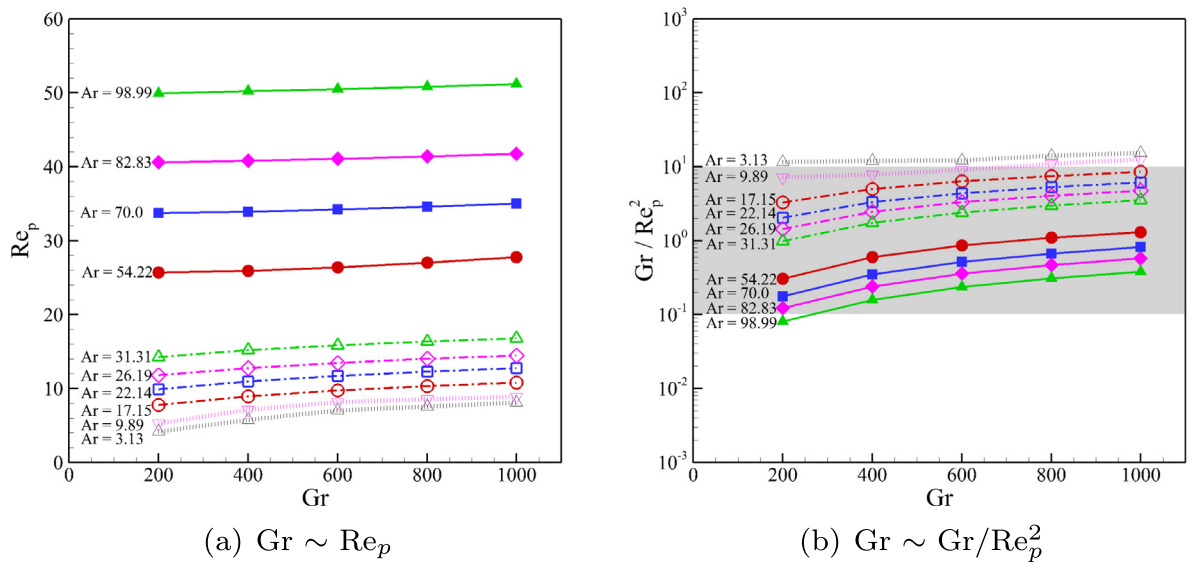 60
50
40
30
20
10
0
Re_p
Ar = 98.99
Ar = 82.83
Ar = 70.0
Ar = 54.22
Ar = 31.31
Ar = 26.19
Ar = 22.14
Ar = 17.15
Ar = 9.89
Ar = 3.13
0 200 400 600 800 1000
Gr
(a) Gr ~ Re_p
10^3
10^2
10^1
10^0
10^-1
10^-2
10^-3
Gr / Re_p^2
Ar = 3.13
Ar = 9.89
Ar = 17.15
Ar = 22.14
Ar = 26.19
Ar = 31.31
Ar = 54.22
Ar = 70.0
Ar = 82.83
Ar = 98.99
0 200 400 600 800 1000
Gr
(b) Gr ~ Gr/Re_p^2